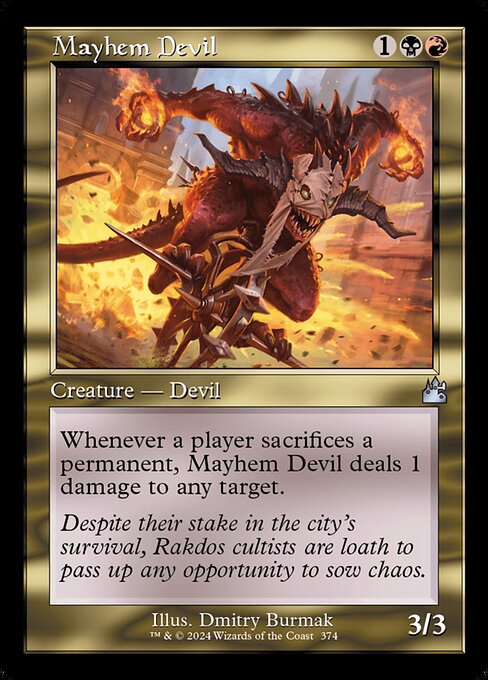 Mayhem Devil 1
Creature — Devil
Whenever a player sacrifices a
permanent, Mayhem Devil deals 1
damage to any target.
Despite their stake in the city's
survival, Rakdos cultists are loath to
pass up any opportunity to sow chaos.
Illus. Dmitry Burmak
™ & © 2024 Wizards of the Coast 374
3/3